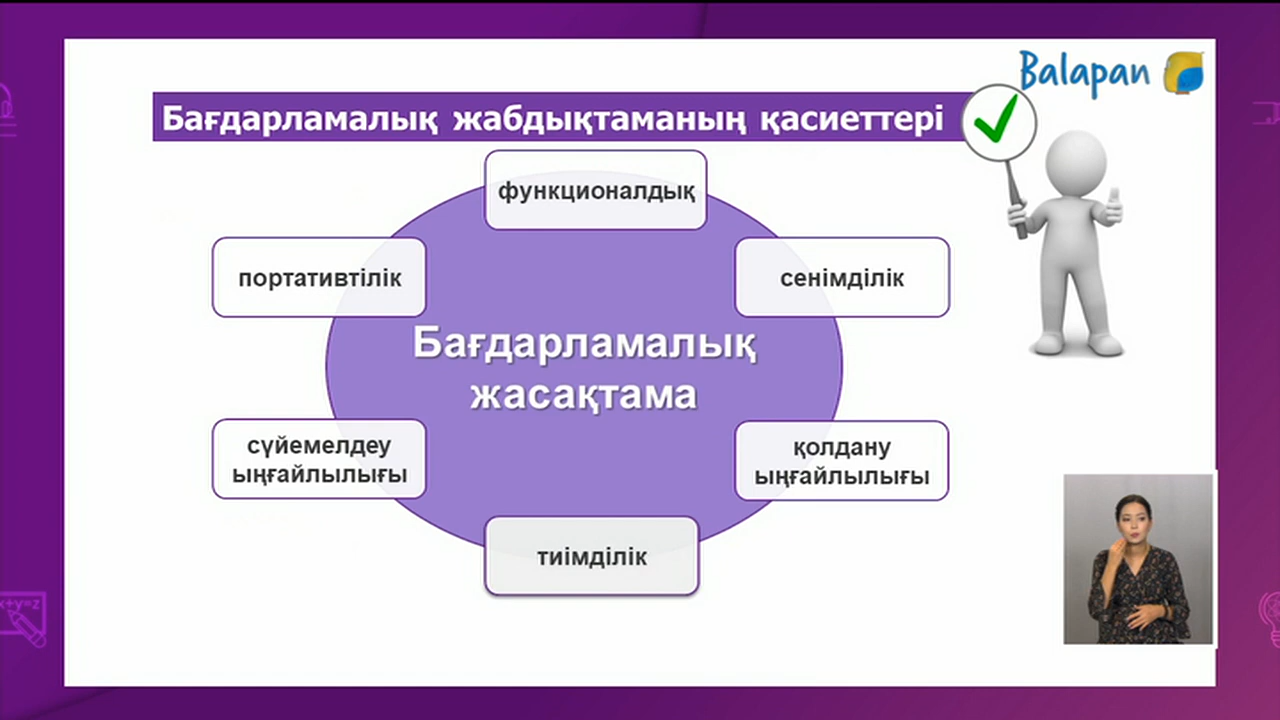 Balapan
Бағдарламалық жабдықтаманың қасиеттері
функционалдық
портативтілік
сенімділік
Бағдарламалық
жасақтама
сүйемелдеу
ыңғайлылығы
қолдану
ыңғайлылығы
тиімділік
x+y=z